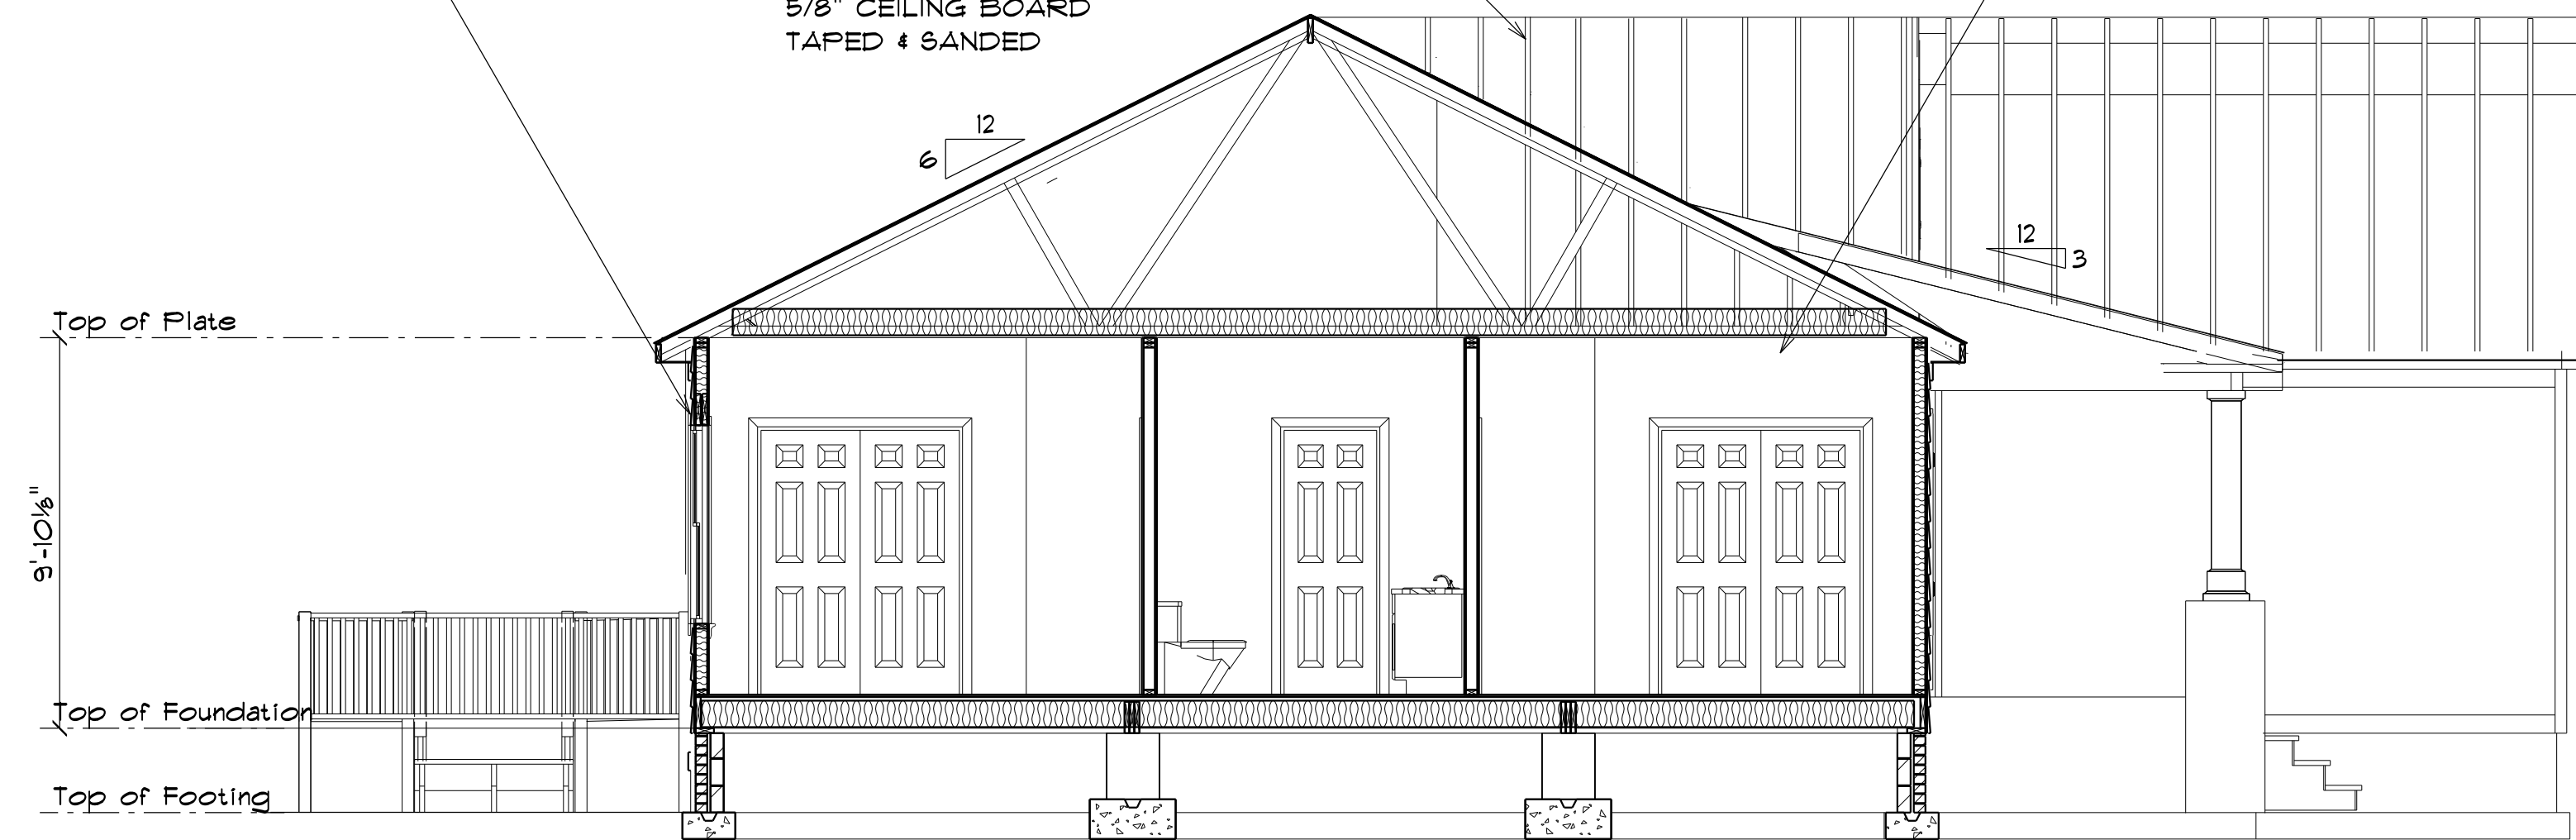 5/8" CEILING BOARD
TAPED & SANDED
12
6
12
3
Top of Plate
9'-10⅛"
Top of Foundation
Top of Footing